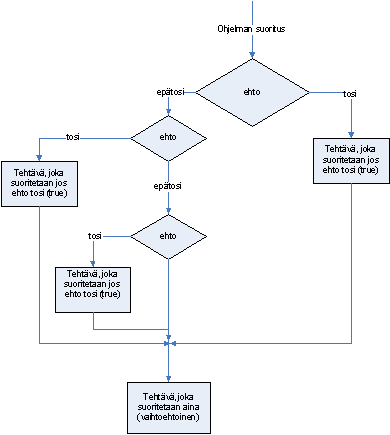 Ohjelman suoritus
ehto
epätosi
tosi
tosi
ehto
Tehtävä, joka
suoritetaan jos
ehto tosi (true)
Tehtävä, joka
suoritetaan jos
ehto tosi (true)
epätosi
tosi
ehto
Tehtävä, joka
suoritetaan jos
ehto tosi (true)
Tehtävä, joka
suoritetaan aina
(vaihtoehtoinen)